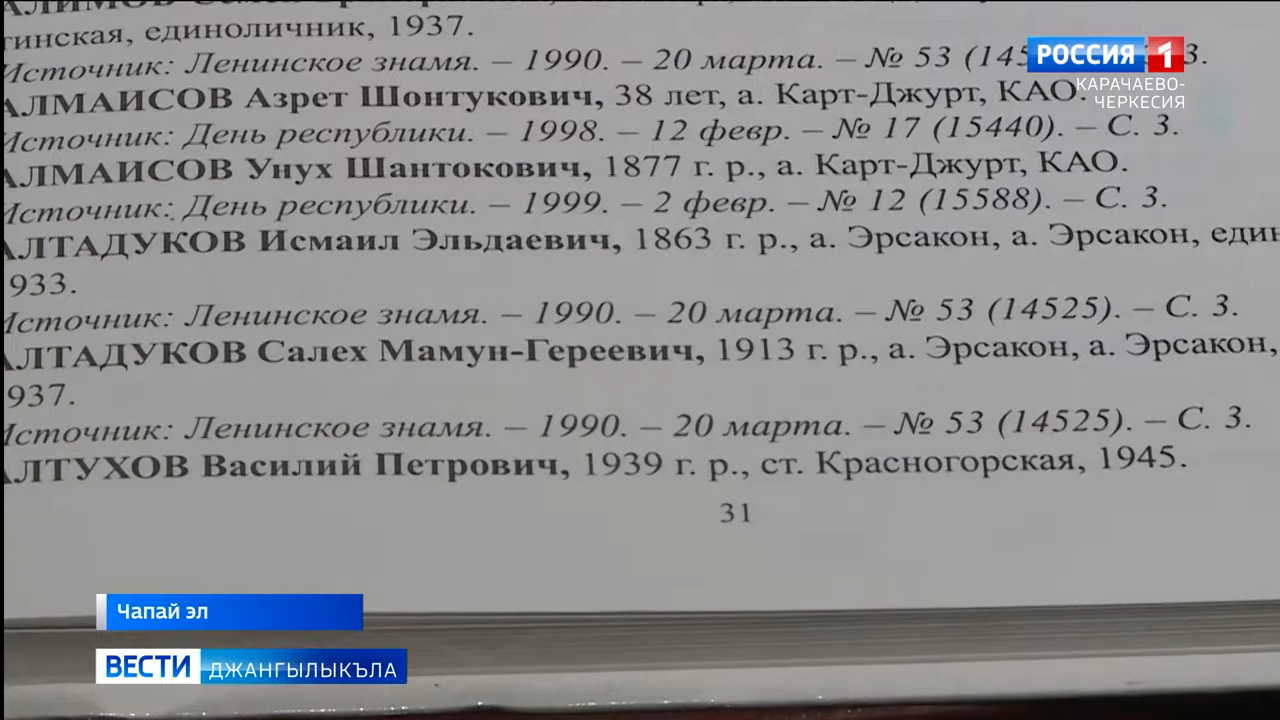 тинская, единоличник, 1937.
Источник: Ленинское знамя. – 1990. – 20 марта. – № 53 (145 3.
АЛМАИСОВ Азрет Шонтукович, 38 лет, а. Карт-Джурт, КАО.
Источник: День республики. – 1998. – 12 февр. – № 17 (15440). – С. 3.
АЛМАИСОВ Унух Шантокович, 1877 г. р., а. Карт-Джурт, КАО.
Источник: День республики. – 1999. – 2 февр. – № 12 (15588). – С. 3.
АЛТАДУКОВ Исмаил Эльдаевич, 1863 г. р., а. Эрсакон, а. Эрсакон, един
933.
Источник: Ленинское знамя. – 1990. – 20 марта. – № 53 (14525). – С. 3.
АЛТАДУКОВ Салех Мамун-Гереевич, 1913 г. р., а. Эрсакон, а. Эрсакон,
937.
Источник: Ленинское знамя. – 1990. – 20 марта. – № 53 (14525). – С. 3.
АЛТУХОВ Василий Петрович, 1939 г. р., ст. Красногорская, 1945.
31
РОССИЯ 1
КАРАЧАЕВО-
ЧЕРКЕСИЯ
Чапай эл
ВЕСТИ ДЖАНГЫЛЫКЪЛА